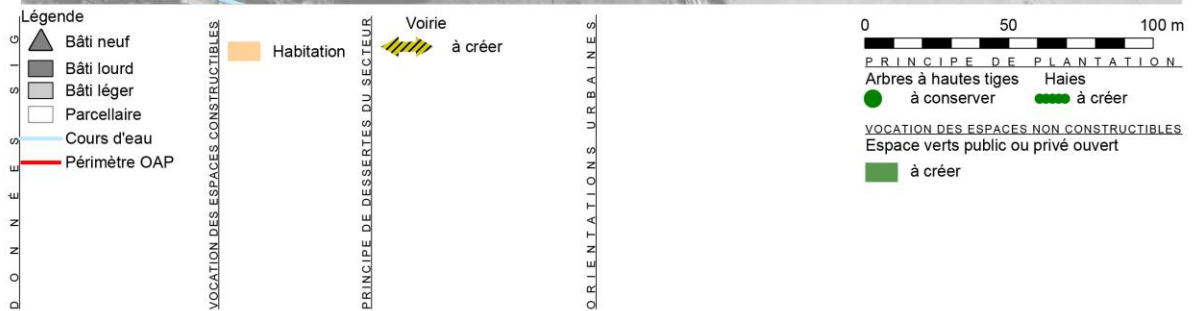 Légende
DONNÉES SIG
Bâti neuf
Bâti lourd
Bâti léger
Parcellaire
Cours d'eau
Périmètre OAP
VOCATION DES ESPACES CONSTRUCTIBLES
Habitation
PRINCIPE DE DESSERTES DU SECTEUR
Voirie
à créer
ORIENTATIONS URBAINES
0 50 100 m
PRINCIPE DE PLANTATION
Arbres à hautes tiges Haies
à conserver à créer
VOCATION DES ESPACES NON CONSTRUCTIBLES
Espace verts public ou privé ouvert
à créer